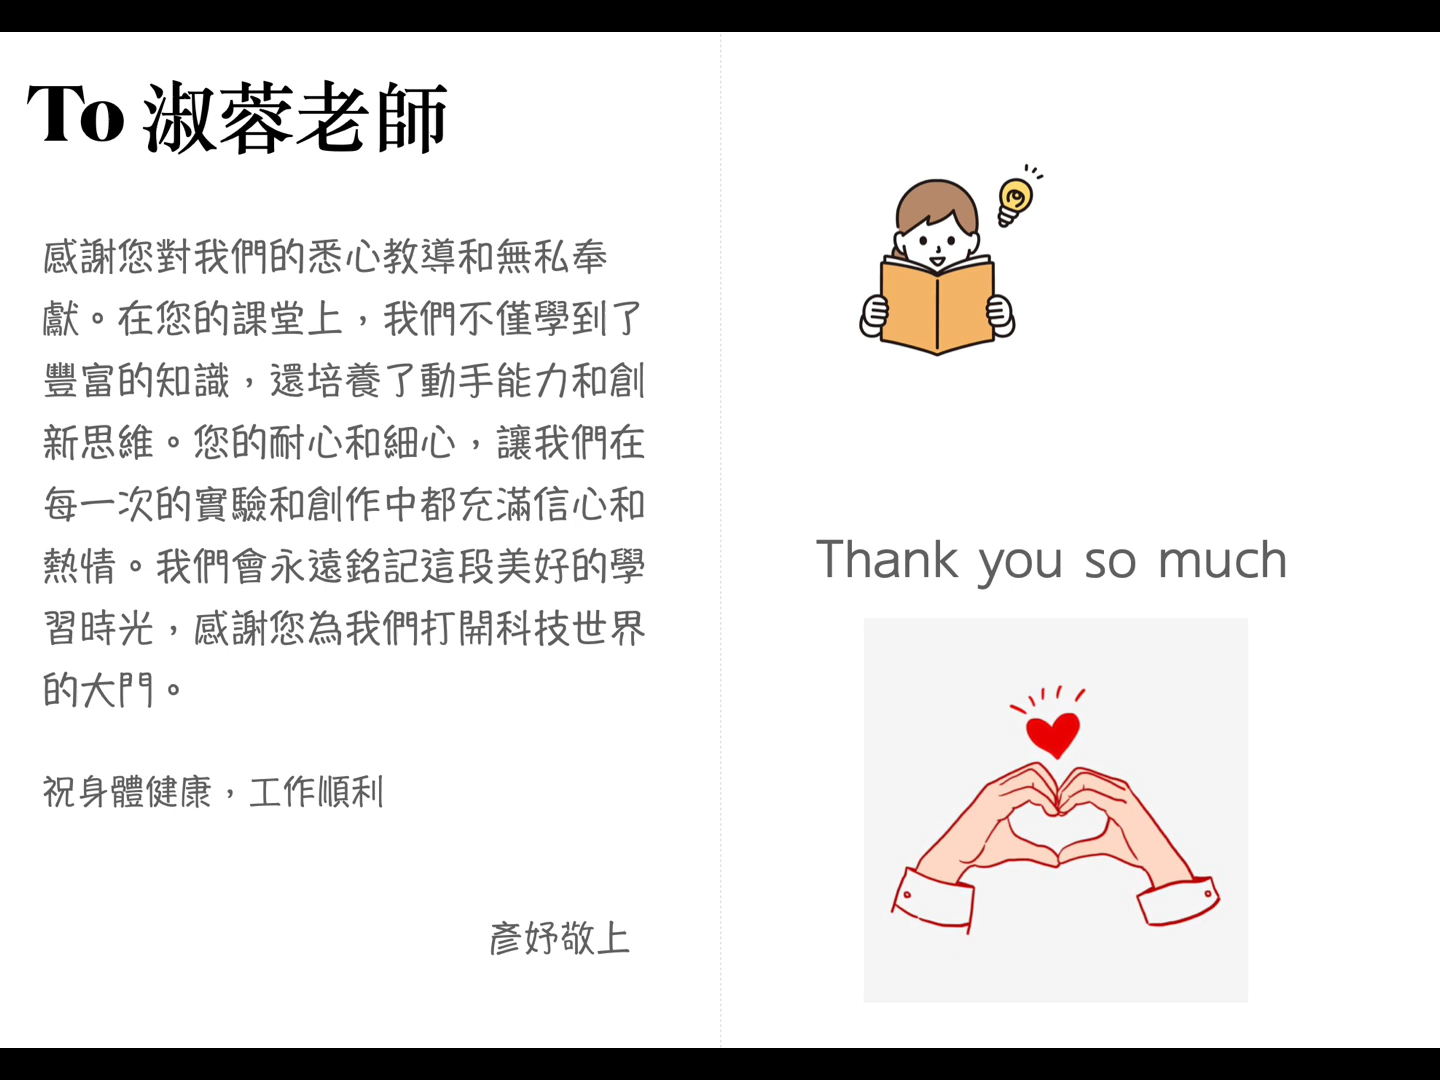 To 淑蓉老師
感謝您對我們的悉心教導和無私奉
獻。在您的課堂上，我們不僅學到了
豐富的知識，還培養了動手能力和創
新思維。您的耐心和細心，讓我們在
每一次的實驗和創作中都充滿信心和
熱情。我們會永遠銘記這段美好的學
習時光，感謝您為我們打開科技世界
的大門。
祝身體健康，工作順利
彥妤敬上
Thank you so much